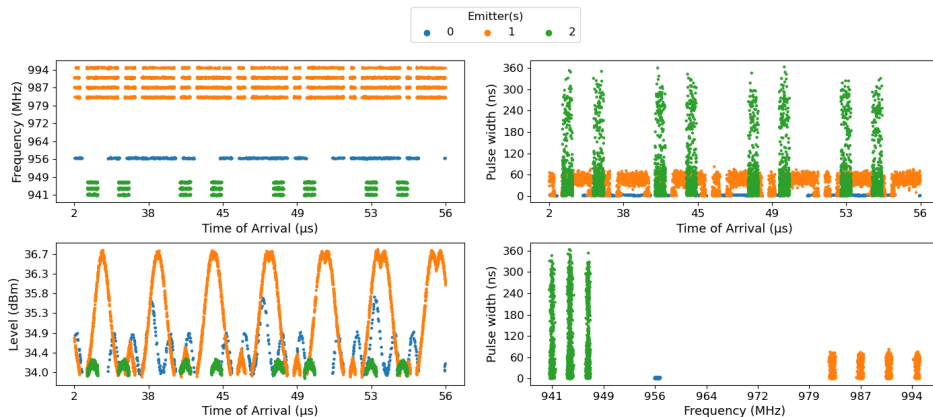 Emitter(s)
0 1 2
Frequency (MHz)
994
987
979
972
964
956
949
941
2 38 45 49 53 56
Time of Arrival (µs)
Pulse width (ns)
360
300
240
180
120
60
0
2 38 45 49 53 56
Time of Arrival (µs)
Level (dBm)
36.7
36.3
35.8
35.3
34.9
34.4
34.0
2 38 45 49 53 56
Time of Arrival (µs)
Pulse width (ns)
360
300
240
180
120
60
0
941 949 956 964 972 979 987 994
Frequency (MHz)